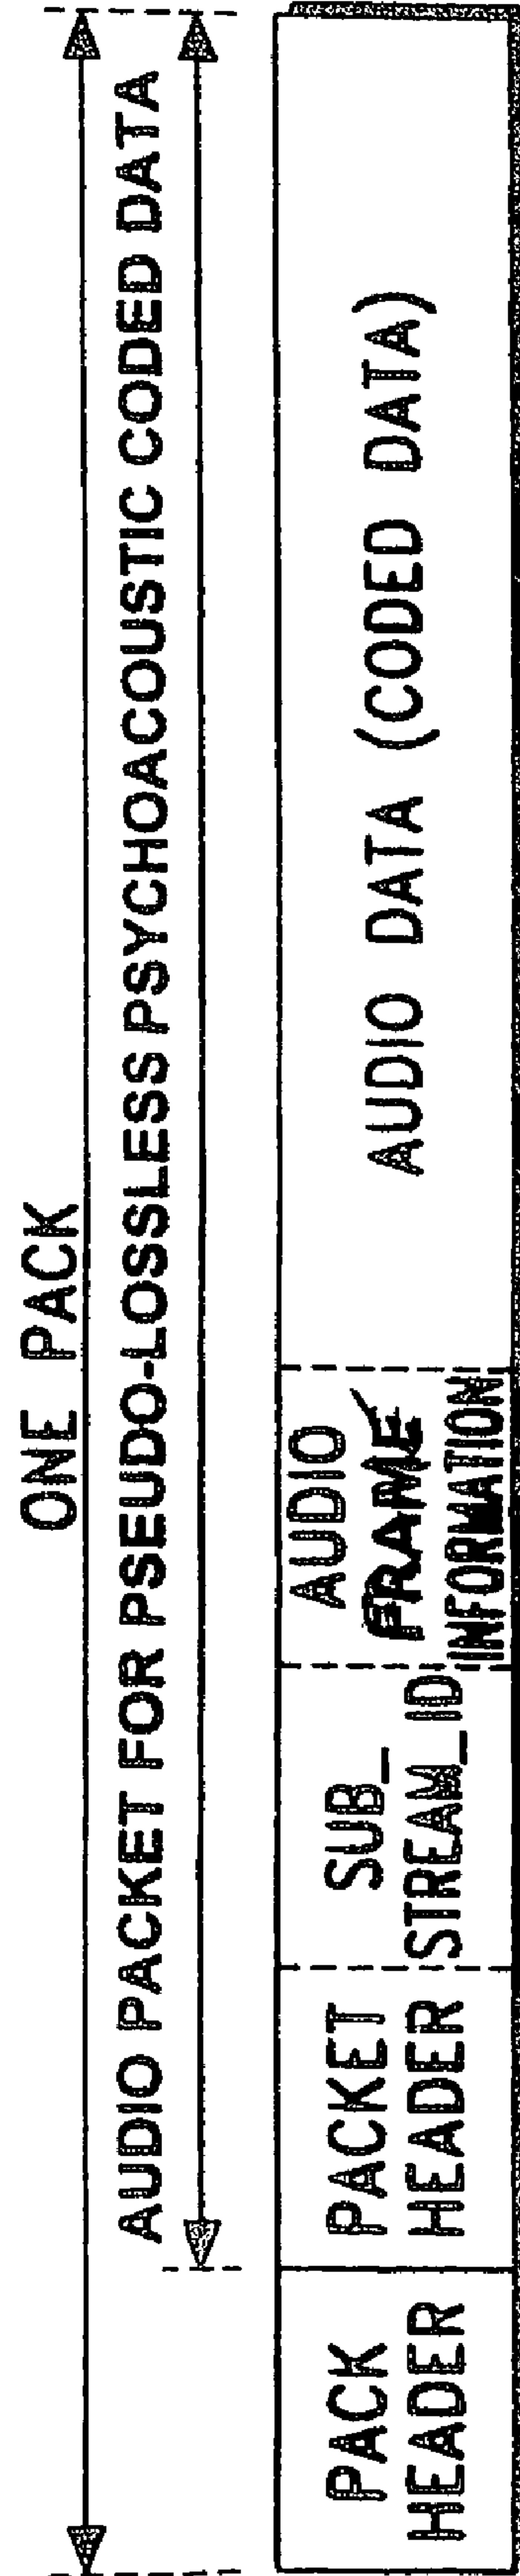 ONE PACK
AUDIO PACKET FOR PSEUDO-LOSSLESS PSYCHOACOUSTIC CODED DATA
PACK
HEADER
PACKET
HEADER
SUB_
STREAM_ID
AUDIO
FRAME
INFORMATION
AUDIO DATA (CODED DATA)